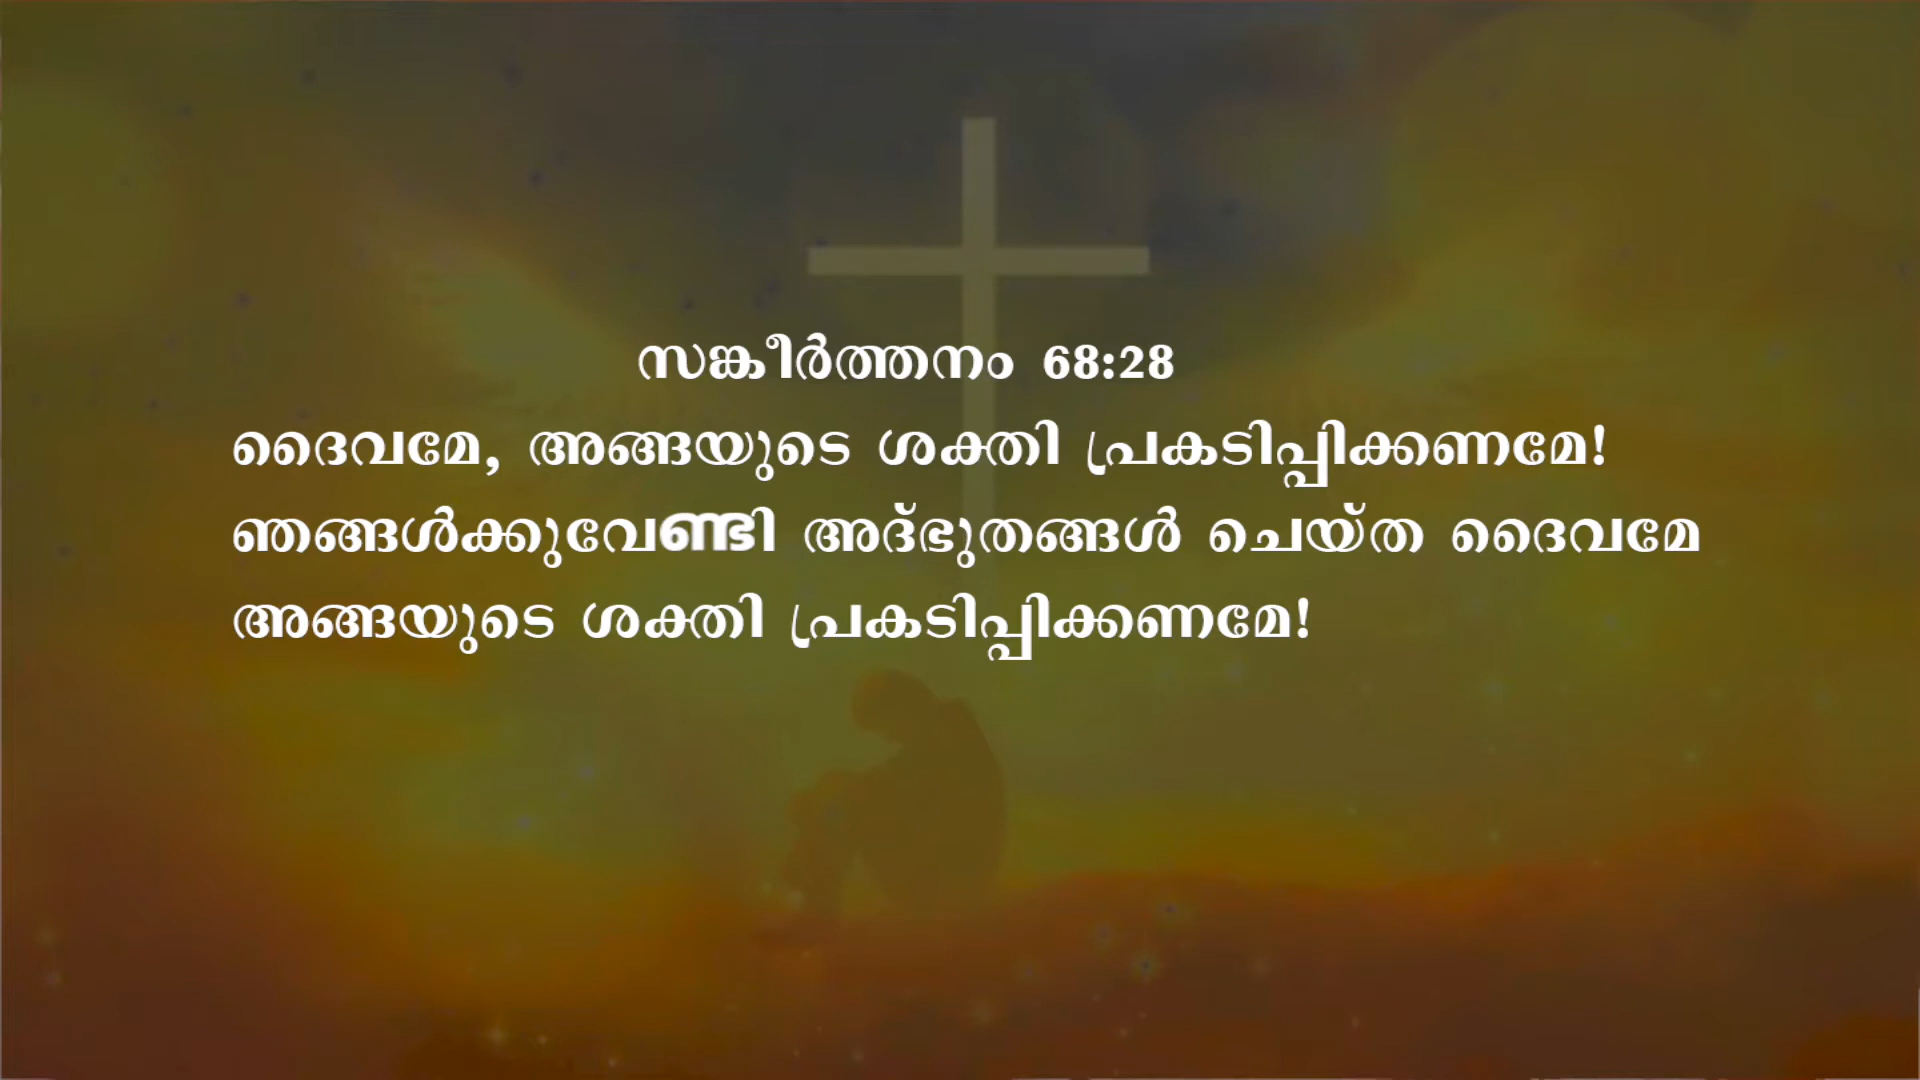 സങ്കീർത്തനം 68:28
ദൈവമേ, അങ്ങയുടെ ശക്തി പ്രകടിപ്പിക്കണമേ!
ഞങ്ങൾക്കുവേണ്ടി അദ്ഭുതങ്ങൾ ചെയ്ത ദൈവമേ
അങ്ങയുടെ ശക്തി പ്രകടിപ്പിക്കണമേ!